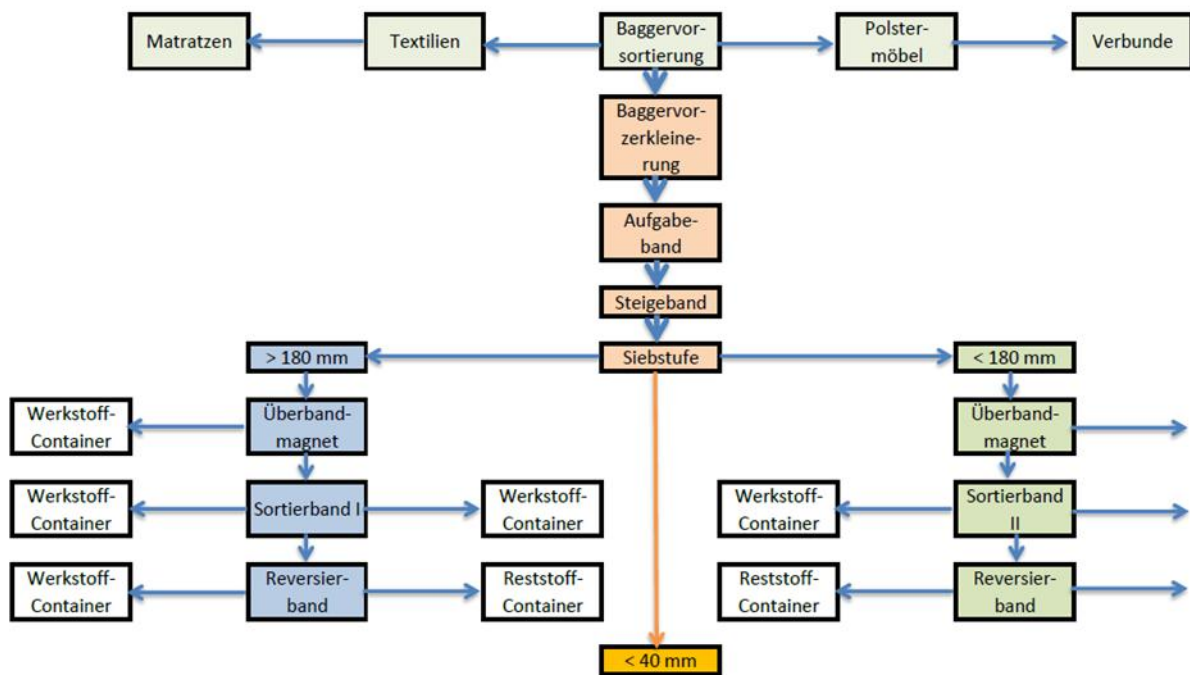 Matratzen
Textilien
Baggervor-
sortierung
Polster-
möbel
Verbunde
Baggervor-
zerkleine-
rung
Aufgabe-
band
Steigeband
> 180 mm
Siebstufe
< 180 mm
Werkstoff-
Container
Überband-
magnet
Überband-
magnet
Werkstoff-
Container
Sortierband I
Werkstoff-
Container
Werkstoff-
Container
Sortierband
II
Werkstoff-
Container
Reversier-
band
Reststoff-
Container
Reststoff-
Container
Reversier-
band
< 40 mm